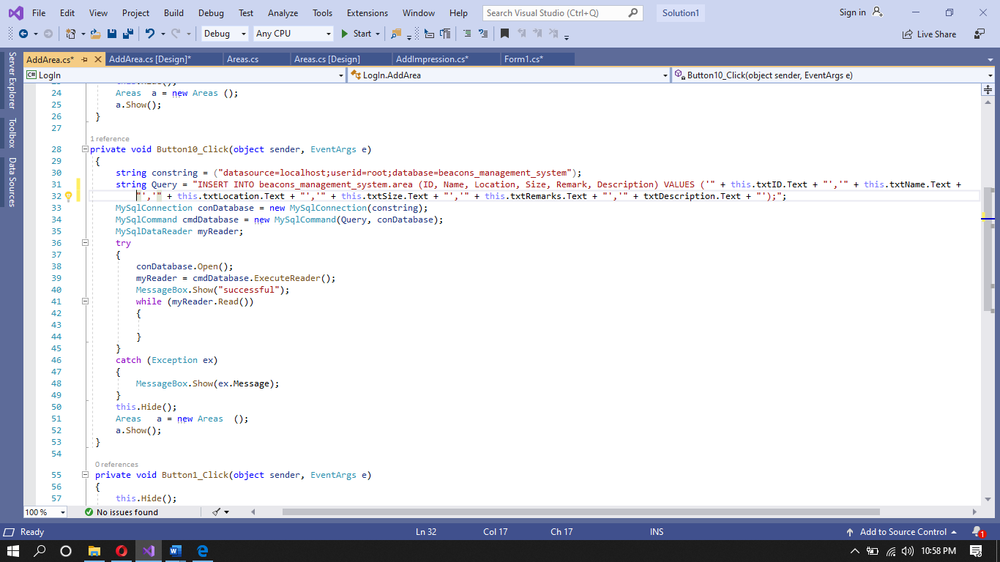 File Edit View Project Build Debug Test Analyze Tools Extensions Window Help Search Visual Studio (Ctrl+Q) Solution1 Sign in
Debug Any CPU Start Live Share
Server Explorer
Toolbox
Data Sources
AddArea.cs* AddArea.cs [Design]* Areas.cs Areas.cs [Design] AddImpression.cs* Form1.cs*
C# LogIn LogIn.AddArea Button10_Click(object sender, EventArgs e)
23 this.Hide();
24 Areas  a = new Areas ();
25 a.Show();
26 }
27
1 reference
28 private void Button10_Click(object sender, EventArgs e)
29 {
30 string constring = ("datasource=localhost;userid=root;database=beacons_management_system");
31 string Query = "INSERT INTO beacons_management_system.area (ID, Name, Location, Size, Remark, Description) VALUES ('" + this.txtID.Text + "','" + this.txtName.Text +
32 "','" + this.txtLocation.Text + "','" + this.txtSize.Text + "','" + this.txtRemarks.Text + "','" + txtDescription.Text + "');";
33 MySqlConnection conDatabase = new MySqlConnection(constring);
34 MySqlCommand cmdDatabase = new MySqlCommand(Query, conDatabase);
35 MySqlDataReader myReader;
36 try
37 {
38 conDatabase.Open();
39 myReader = cmdDatabase.ExecuteReader();
40 MessageBox.Show("successful");
41 while (myReader.Read())
42 {
43
44 }
45 }
46 catch (Exception ex)
47 {
48 MessageBox.Show(ex.Message);
49 }
50 this.Hide();
51 Areas   a = new Areas  ();
52 a.Show();
53 }
54
0 references
55 private void Button1_Click(object sender, EventArgs e)
56 {
57 this.Hide();
100 % No issues found
Ready Ln 32 Col 17 Ch 17 INS Add to Source Control 1
10:58 PM